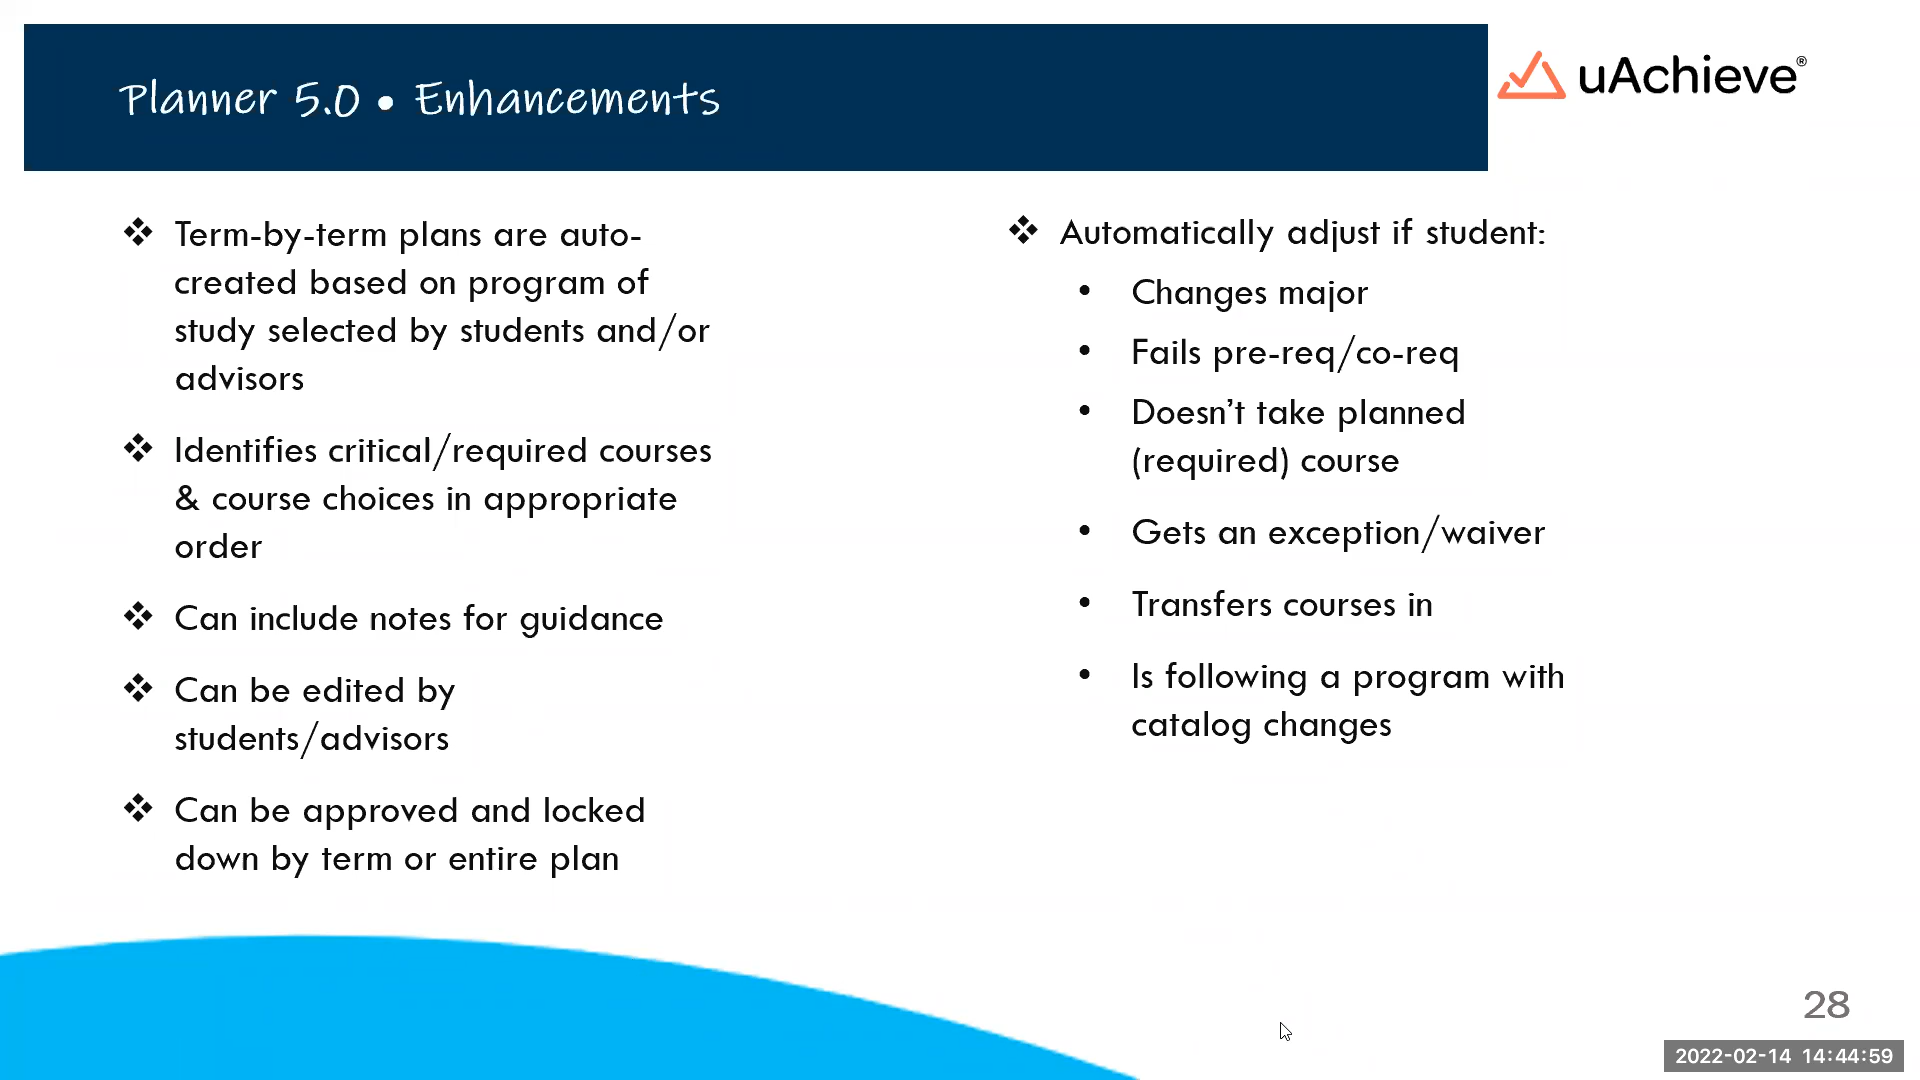 Planner 5.0 • Enhancements
uAchieve®
❖ Term-by-term plans are auto-
created based on program of
study selected by students and/or
advisors
❖ Identifies critical/required courses
& course choices in appropriate
order
❖ Can include notes for guidance
❖ Can be edited by
students/advisors
❖ Can be approved and locked
down by term or entire plan
❖ Automatically adjust if student:
• Changes major
• Fails pre-req/co-req
• Doesn’t take planned
(required) course
• Gets an exception/waiver
• Transfers courses in
• Is following a program with
catalog changes
28
2022-02-14 14:44:59